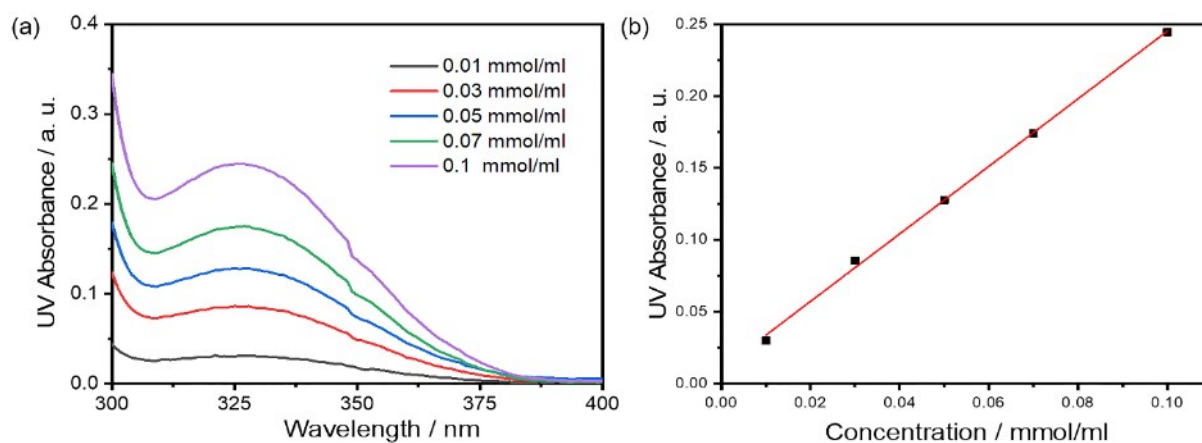 (a)
0.4
0.3
0.2
0.1
0.0
UV Absorbance / a. u.
0.01 mmol/ml
0.03 mmol/ml
0.05 mmol/ml
0.07 mmol/ml
0.1 mmol/ml
300 325 350 375 400
Wavelength / nm
(b)
0.25
0.20
0.15
0.10
0.05
0.00
UV Absorbance / a. u.
0.00 0.02 0.04 0.06 0.08 0.10
Concentration / mmol/ml